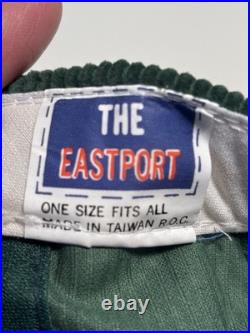 THE
EASTPORT
ONE SIZE FITS ALL
MADE IN TAIWAN R.O.C.